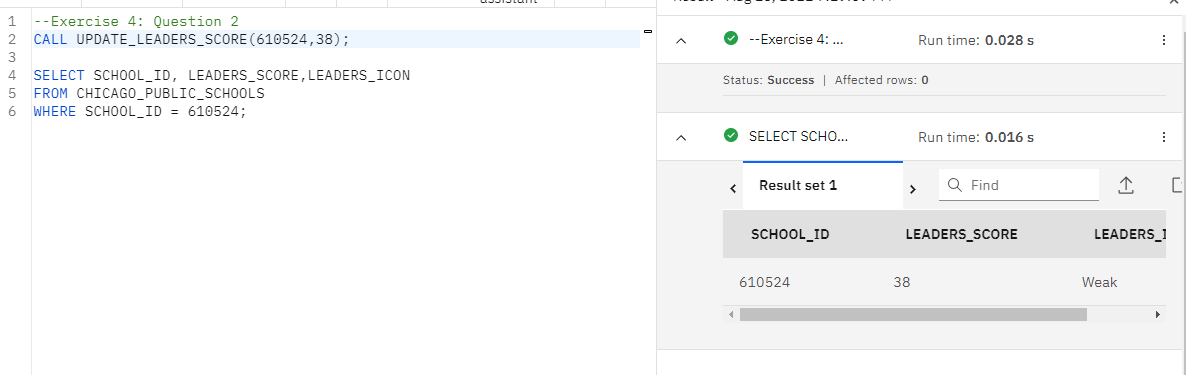 assistant
1 --Exercise 4: Question 2
2 CALL UPDATE_LEADERS_SCORE(610524,38);
3
4 SELECT SCHOOL_ID, LEADERS_SCORE,LEADERS_ICON
5 FROM CHICAGO_PUBLIC_SCHOOLS
6 WHERE SCHOOL_ID = 610524;
--Exercise 4: ... Run time: 0.028 s
Status: Success | Affected rows: 0
SELECT SCHO... Run time: 0.016 s
Result set 1 Find
SCHOOL_ID LEADERS_SCORE LEADERS_I
610524 38 Weak